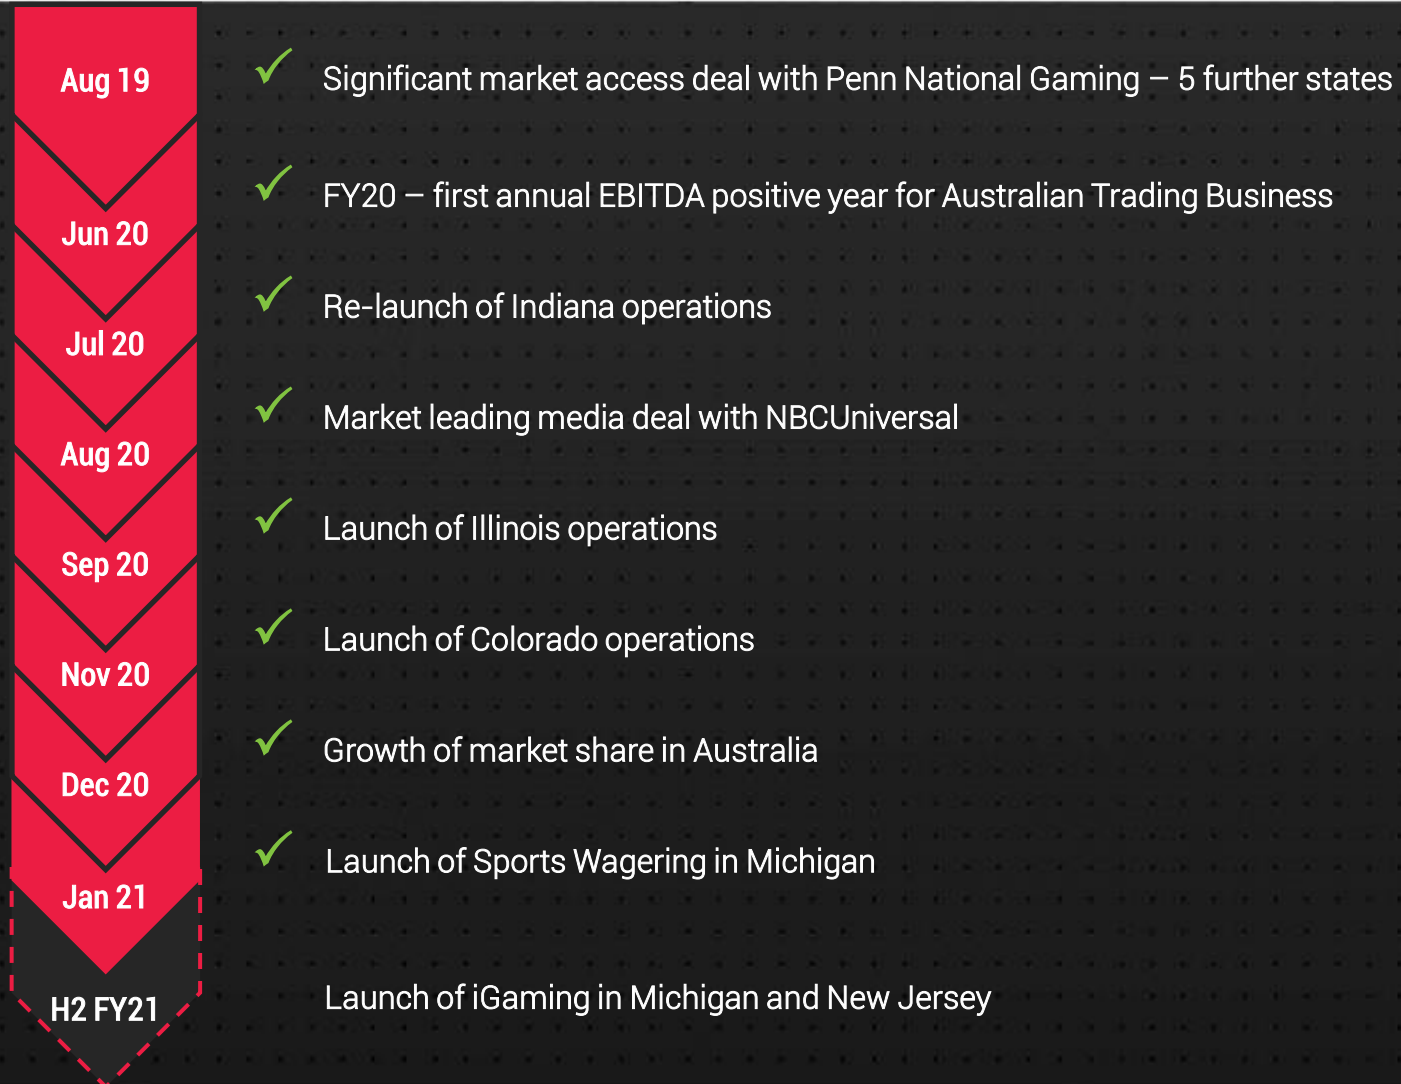 Aug 19
Significant market access deal with Penn National Gaming – 5 further states
Jun 20
FY20 – first annual EBITDA positive year for Australian Trading Business
Jul 20
Re-launch of Indiana operations
Aug 20
Market leading media deal with NBCUniversal
Sep 20
Launch of Illinois operations
Nov 20
Launch of Colorado operations
Dec 20
Growth of market share in Australia
Jan 21
Launch of Sports Wagering in Michigan
H2 FY21
Launch of iGaming in Michigan and New Jersey